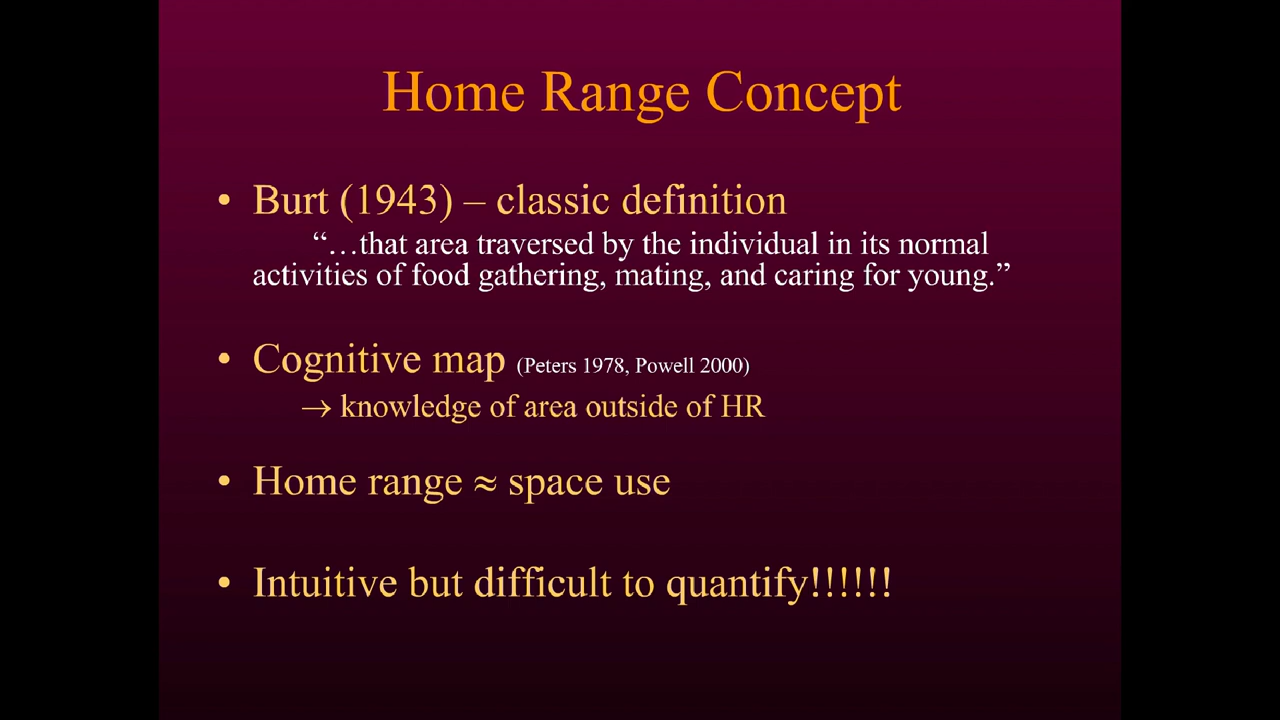 Home Range Concept
• Burt (1943) – classic definition
“…that area traversed by the individual in its normal
activities of food gathering, mating, and caring for young.”
• Cognitive map (Peters 1978, Powell 2000)
→ knowledge of area outside of HR
• Home range ≈ space use
• Intuitive but difficult to quantify!!!!!!